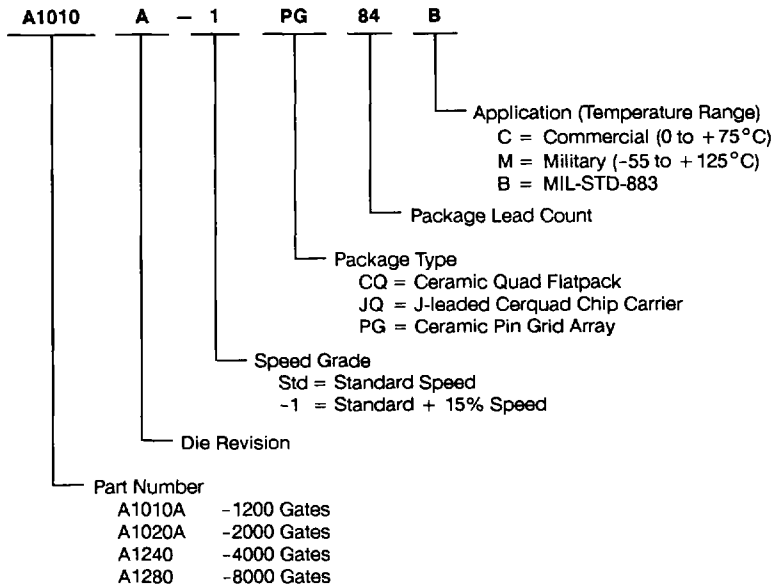 A1010 A – 1 PG 84 B
Application (Temperature Range)
C = Commercial (0 to +75°C)
M = Military (-55 to +125°C)
B = MIL-STD-883
Package Lead Count
Package Type
CQ = Ceramic Quad Flatpack
JQ = J-leaded Cerquad Chip Carrier
PG = Ceramic Pin Grid Array
Speed Grade
Std = Standard Speed
-1 = Standard + 15% Speed
Die Revision
Part Number
A1010A -1200 Gates
A1020A -2000 Gates
A1240 -4000 Gates
A1280 -8000 Gates